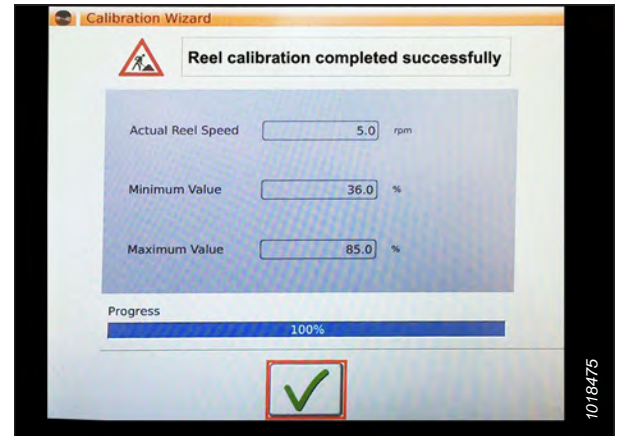 Calibration Wizard
Reel calibration completed successfully
Actual Reel Speed 5.0 rpm
Minimum Value 36.0 %
Maximum Value 85.0 %
Progress
100%
1018475